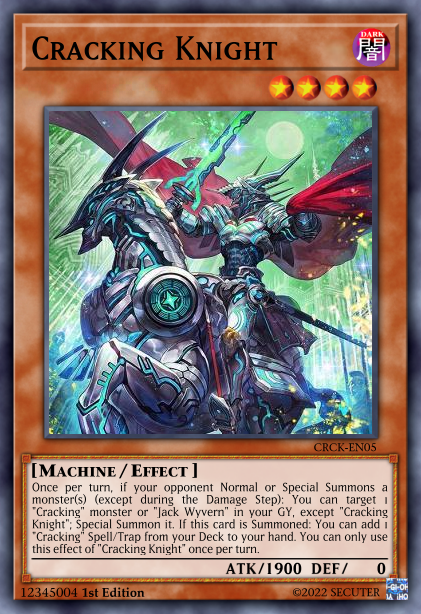 Cracking Knight
DARK
闇
CRCK-EN05
[Machine / Effect ]
Once per turn, if your opponent Normal or Special Summons a
monster(s) (except during the Damage Step): You can target 1
"Cracking" monster or "Jack Wyvern" in your GY, except "Cracking
Knight"; Special Summon it. If this card is Summoned: You can add 1
"Cracking" Spell/Trap from your Deck to your hand. You can only use
this effect of "Cracking Knight" once per turn.
ATK/1900 DEF/ 0
12345004 1st Edition
©2022 SECUTER